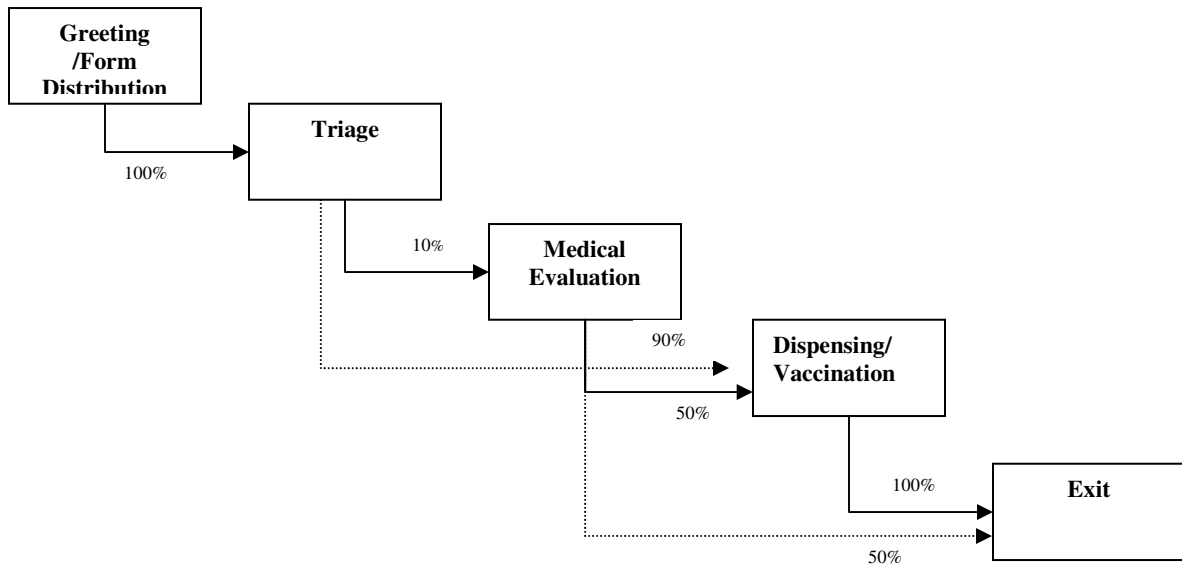 Greeting
/Form
Distribution
Triage
100%
10%
Medical
Evaluation
90%
Dispensing/
Vaccination
50%
100%
Exit
50%